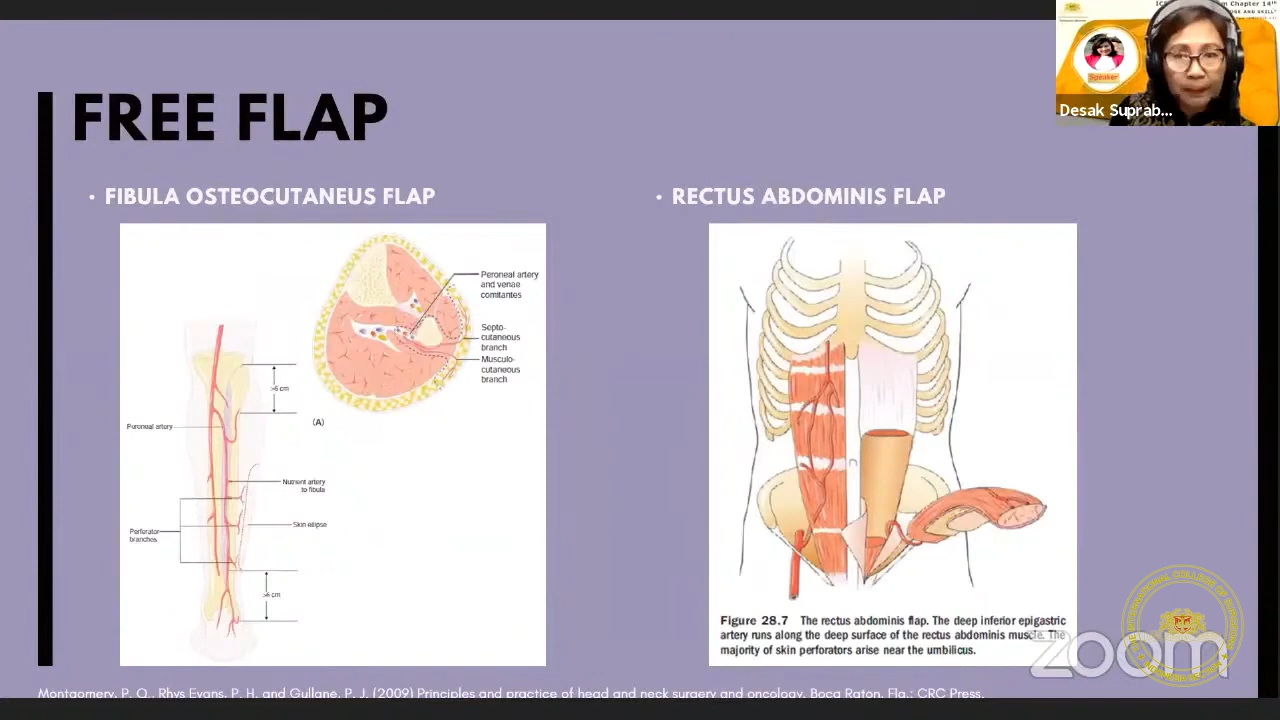 Speaker
Desak Suprab...
FREE FLAP
• FIBULA OSTEOCUTANEUS FLAP
Peroneal artery
and venae
comitantes
Septo-
cutaneous
branch
Musculo-
cutaneous
branch
(A)
>6 cm
Peroneal artery
Nutrient artery
to fibula
Skin ellipse
Perforator
branches
>6 cm
• RECTUS ABDOMINIS FLAP
Figure 28.7 The rectus abdominis flap. The deep inferior epigastric
artery runs along the deep surface of the rectus abdominis muscle. The
majority of skin perforators arise near the umbilicus.
zoom
Montgomery, P. Q., Rhys Evans, P. H. and Gullane, P. J. (2009) Principles and practice of head and neck surgery and oncology. Boca Raton, Fla.: CRC Press.